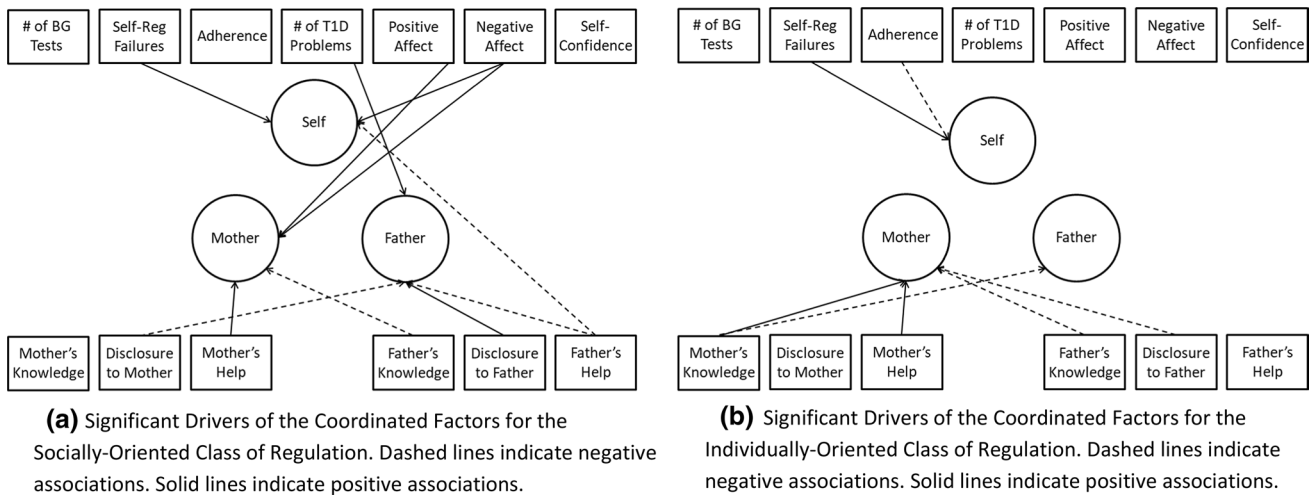 # of BG
Tests
Self-Reg
Failures
Adherence
# of T1D
Problems
Positive
Affect
Negative
Affect
Self-
Confidence
Self
Mother
Father
Mother's
Knowledge
Disclosure
to Mother
Mother's
Help
Father's
Knowledge
Disclosure
to Father
Father's
Help
(a) Significant Drivers of the Coordinated Factors for the
Socially-Oriented Class of Regulation. Dashed lines indicate negative
associations. Solid lines indicate positive associations.
# of BG
Tests
Self-Reg
Failures
Adherence
# of T1D
Problems
Positive
Affect
Negative
Affect
Self-
Confidence
Self
Mother
Father
Mother's
Knowledge
Disclosure
to Mother
Mother's
Help
Father's
Knowledge
Disclosure
to Father
Father's
Help
(b) Significant Drivers of the Coordinated Factors for the
Individually-Oriented Class of Regulation. Dashed lines indicate
negative associations. Solid lines indicate positive associations.